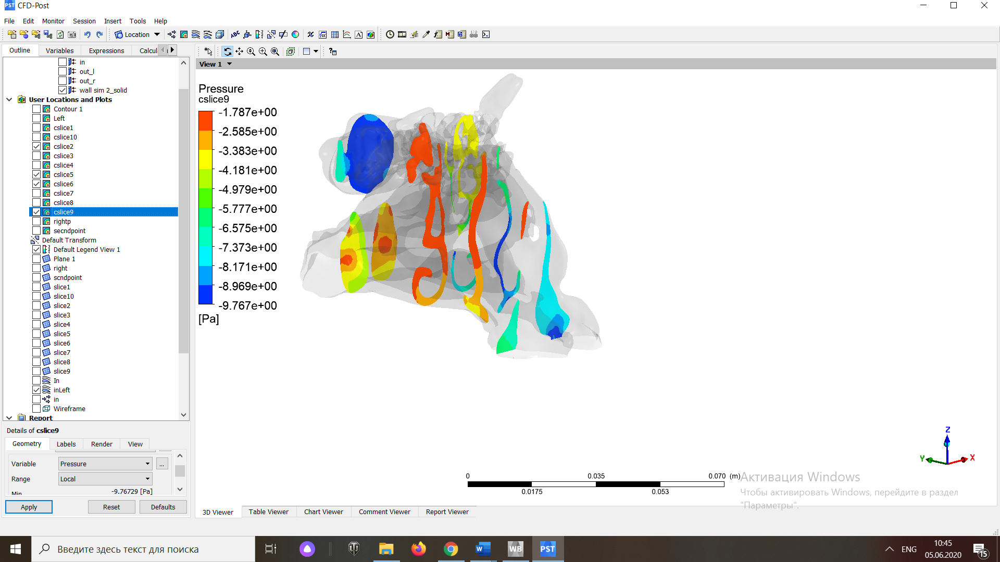 PST CFD-Post
File Edit Monitor Session Insert Tools Help
Location
Outline Variables Expressions
in
out_l
out_r
wall sim 2_solid
User Locations and Plots
Contour 1
Left
cslice1
cslice10
cslice2
cslice3
cslice4
cslice5
cslice6
cslice7
cslice8
cslice9
rightp
secndpoint
Default Transform
Default Legend View 1
Plane 1
right
scndpoint
slice1
slice10
slice2
slice3
slice4
slice5
slice6
slice7
slice8
slice9
In
inLeft
in
Wireframe
Report
Details of cslice9
Geometry Labels Render View
Variable Pressure ...
Range Local
Min -9.76729 [Pa]
Apply Reset Defaults
View 1
Pressure
cslice9
-1.787e+00
-2.585e+00
-3.383e+00
-4.181e+00
-4.979e+00
-5.777e+00
-6.575e+00
-7.373e+00
-8.171e+00
-8.969e+00
-9.767e+00
[Pa]
Z
Y X
0 0.035 0.070 (m)
0.0175 0.053
Активация Windows
Чтобы активировать Windows, перейдите в раздел
"Параметры".
3D Viewer Table Viewer Chart Viewer Comment Viewer Report Viewer
Введите здесь текст для поиска
W WB PST
ENG
10:45
05.06.2020
15